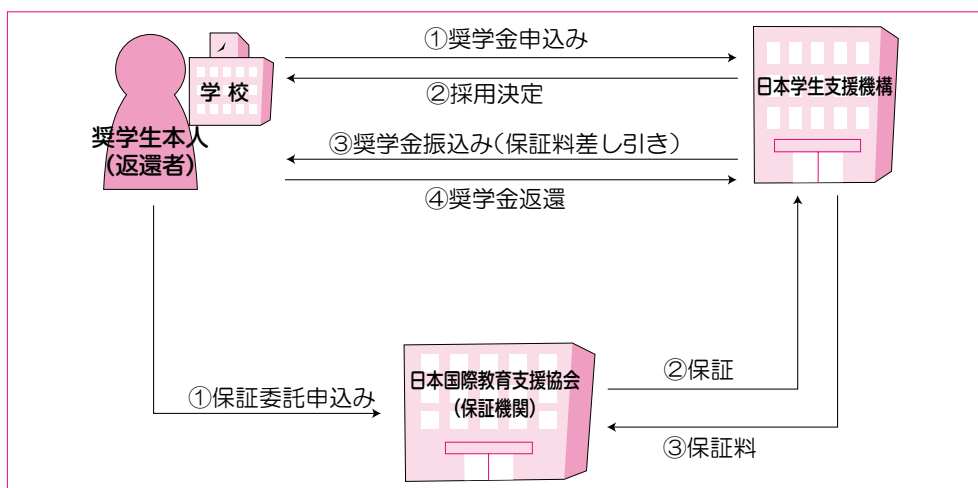 ①奨学金申込み
学校
日本学生支援機構
②採用決定
奨学生本人
(返還者)
③奨学金振込み(保証料差し引き)
④奨学金返還
日本国際教育支援協会
(保証機関)
②保証
①保証委託申込み
③保証料